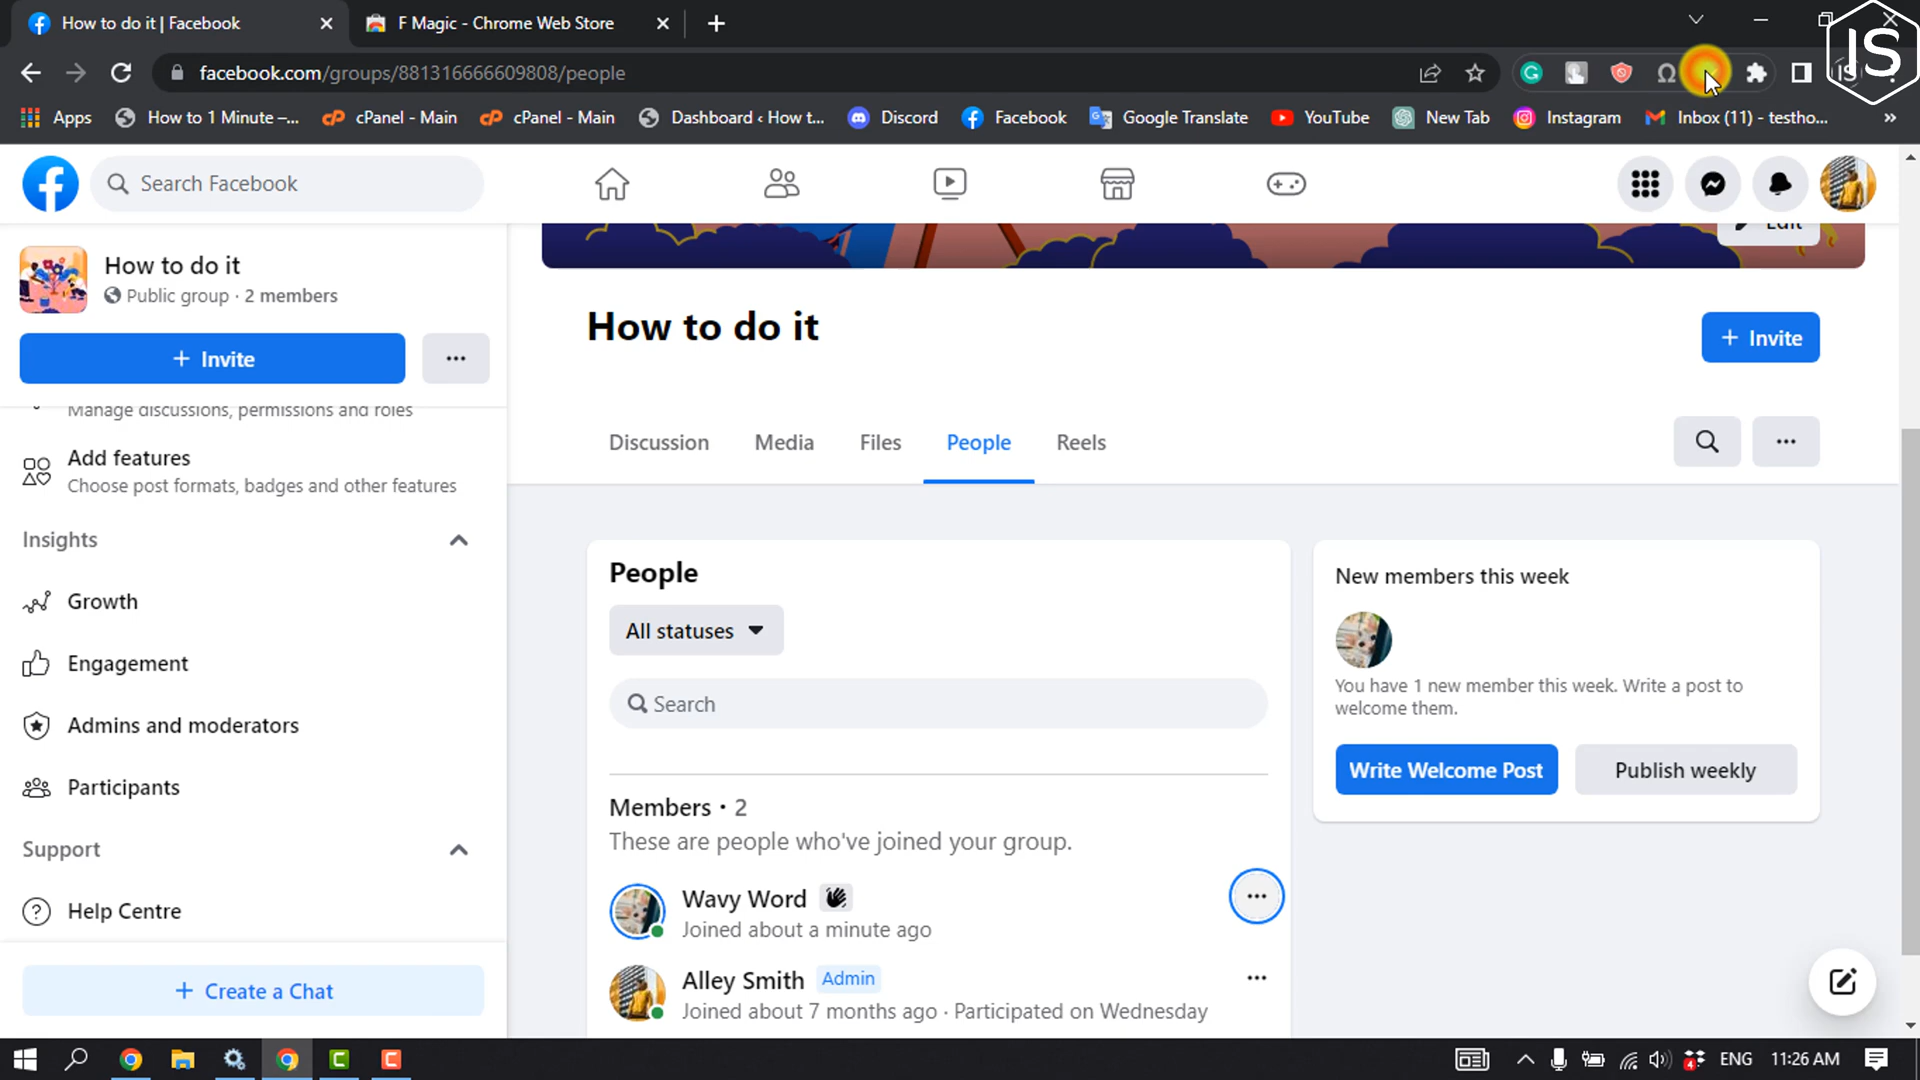 How to do it | Facebook
F Magic - Chrome Web Store
JS
facebook.com/groups/881316666609808/people
Apps
How to 1 Minute –...
cPanel - Main
cPanel - Main
Dashboard ‹ How t...
Discord
Facebook
Google Translate
YouTube
New Tab
Instagram
Inbox (11) - testho...
Search Facebook
How to do it
Public group · 2 members
+ Invite
Manage discussions, permissions and roles
Add features
Choose post formats, badges and other features
Insights
Growth
Engagement
Admins and moderators
Participants
Support
Help Centre
+ Create a Chat
Edit
How to do it
+ Invite
Discussion
Media
Files
People
Reels
People
All statuses
Search
Members · 2
These are people who've joined your group.
Wavy Word
Joined about a minute ago
Alley Smith
Admin
Joined about 7 months ago · Participated on Wednesday
New members this week
You have 1 new member this week. Write a post to
welcome them.
Write Welcome Post
Publish weekly
ENG
11:26 AM